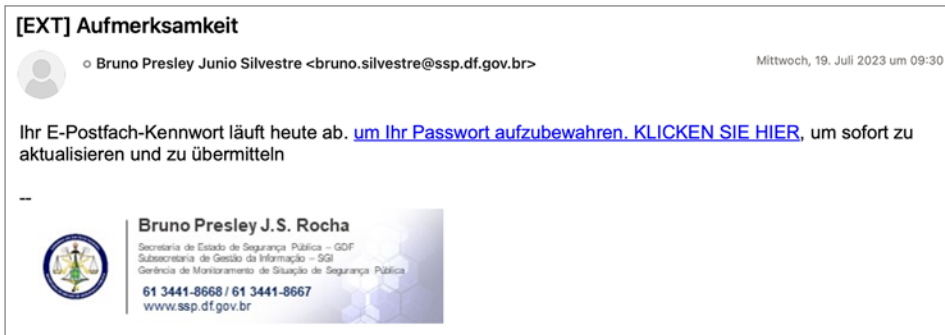 [EXT] Aufmerksamkeit
Bruno Presley Junio Silvestre <bruno.silvestre@ssp.df.gov.br>
Mittwoch, 19. Juli 2023 um 09:30
Ihr E-Postfach-Kennwort läuft heute ab. um Ihr Passwort aufzubewahren. KLICKEN SIE HIER, um sofort zu
aktualisieren und zu übermitteln
--
Bruno Presley J.S. Rocha
Secretaria de Estado de Segurança Pública – GDF
Subsecretaria de Gestão da Informação – SGI
Gerência de Monitoramento de Situação de Segurança Pública
61 3441-8668 / 61 3441-8667
www.ssp.df.gov.br